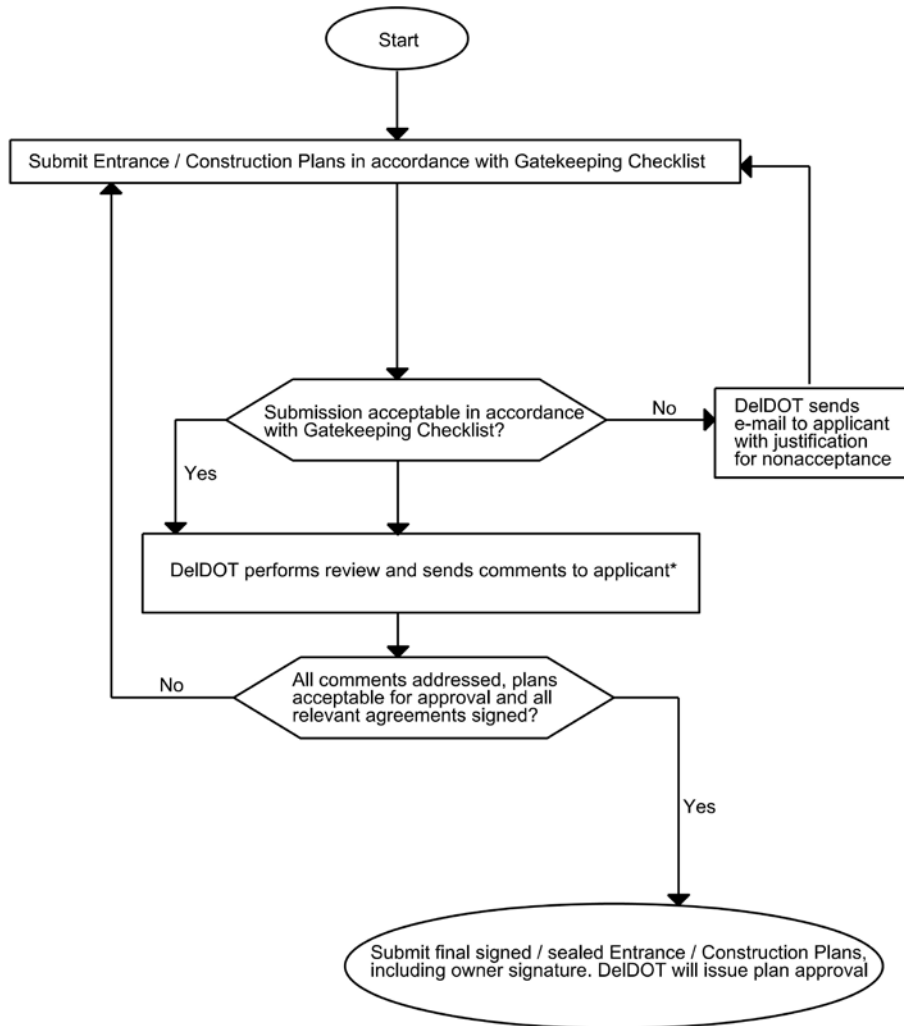 Start
Submit Entrance / Construction Plans in accordance with Gatekeeping Checklist
Submission acceptable in accordance
with Gatekeeping Checklist?
No
DelDOT sends
e-mail to applicant
with justification
for nonacceptance
Yes
DelDOT performs review and sends comments to applicant*
All comments addressed, plans
acceptable for approval and all
relevant agreements signed?
No
Yes
Submit final signed / sealed Entrance / Construction Plans,
including owner signature. DelDOT will issue plan approval